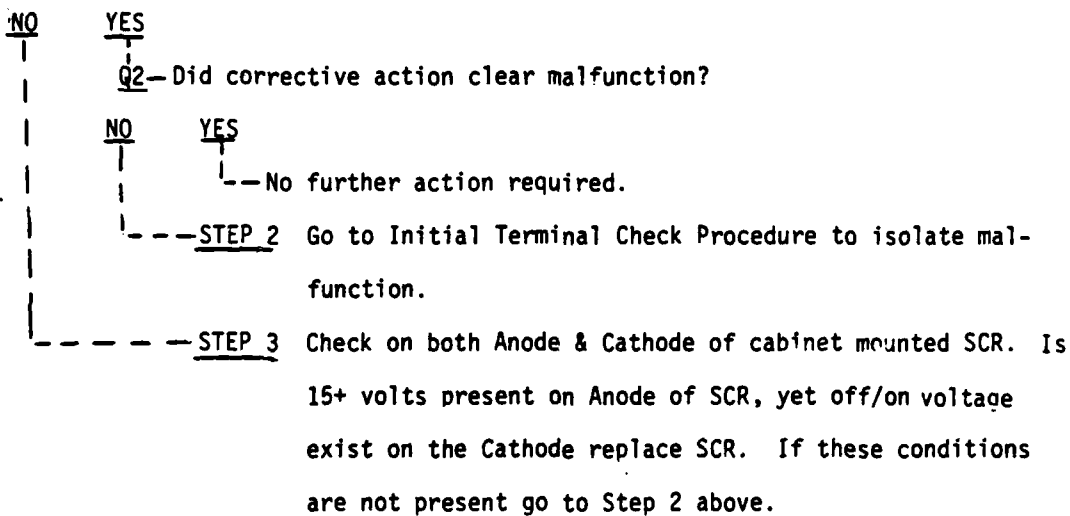 NO YES
Q2—Did corrective action clear malfunction?
NO YES
No further action required.
STEP 2 Go to Initial Terminal Check Procedure to isolate mal-
function.
STEP 3 Check on both Anode & Cathode of cabinet mounted SCR. Is
15+ volts present on Anode of SCR, yet off/on voltage
exist on the Cathode replace SCR. If these conditions
are not present go to Step 2 above.